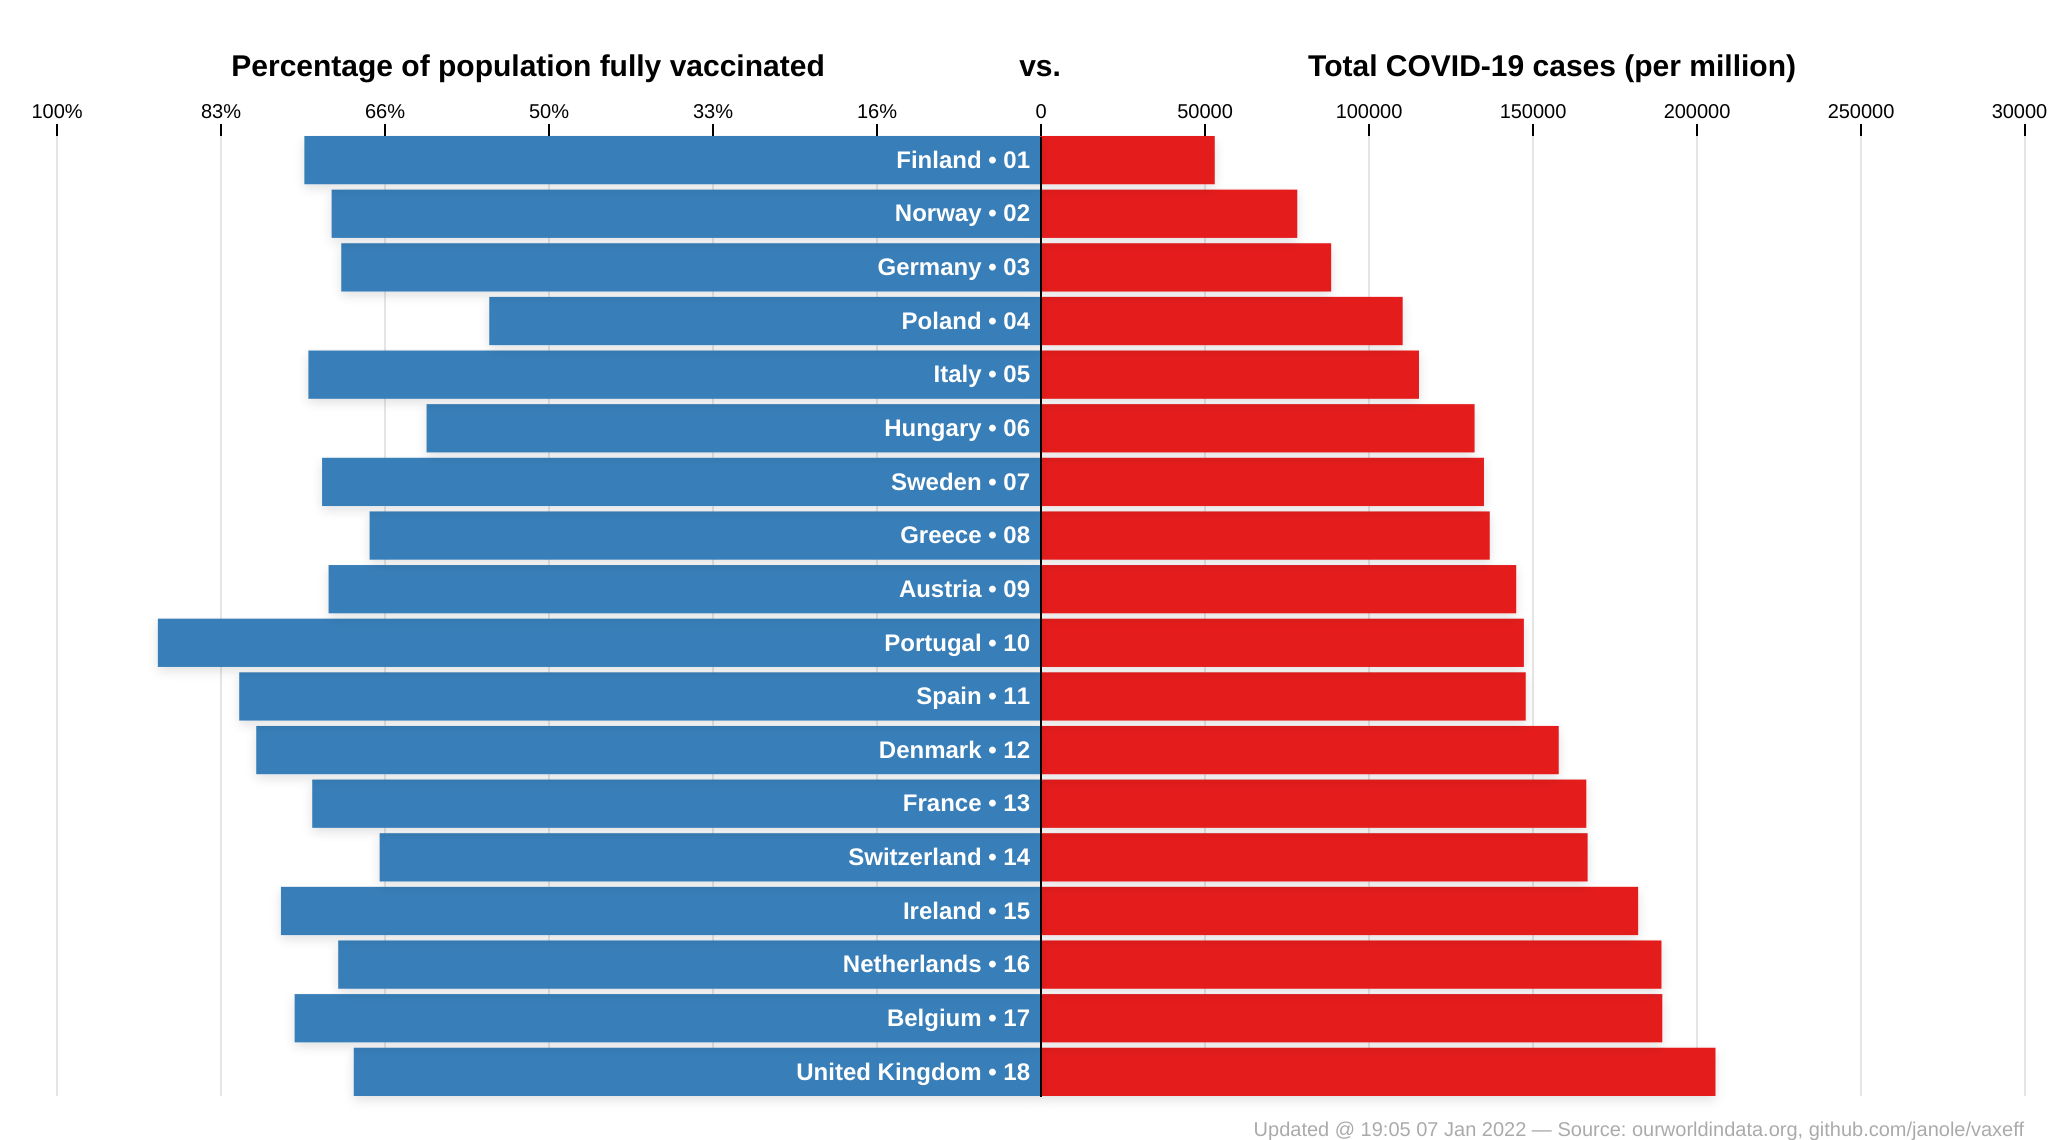 Percentage of population fully vaccinated vs. Total COVID-19 cases (per million)
100% 83% 66% 50% 33% 16% 0 50000 100000 150000 200000 250000 30000
Finland • 01
Norway • 02
Germany • 03
Poland • 04
Italy • 05
Hungary • 06
Sweden • 07
Greece • 08
Austria • 09
Portugal • 10
Spain • 11
Denmark • 12
France • 13
Switzerland • 14
Ireland • 15
Netherlands • 16
Belgium • 17
United Kingdom • 18
Updated @ 19:05 07 Jan 2022 — Source: ourworldindata.org, github.com/janole/vaxeff